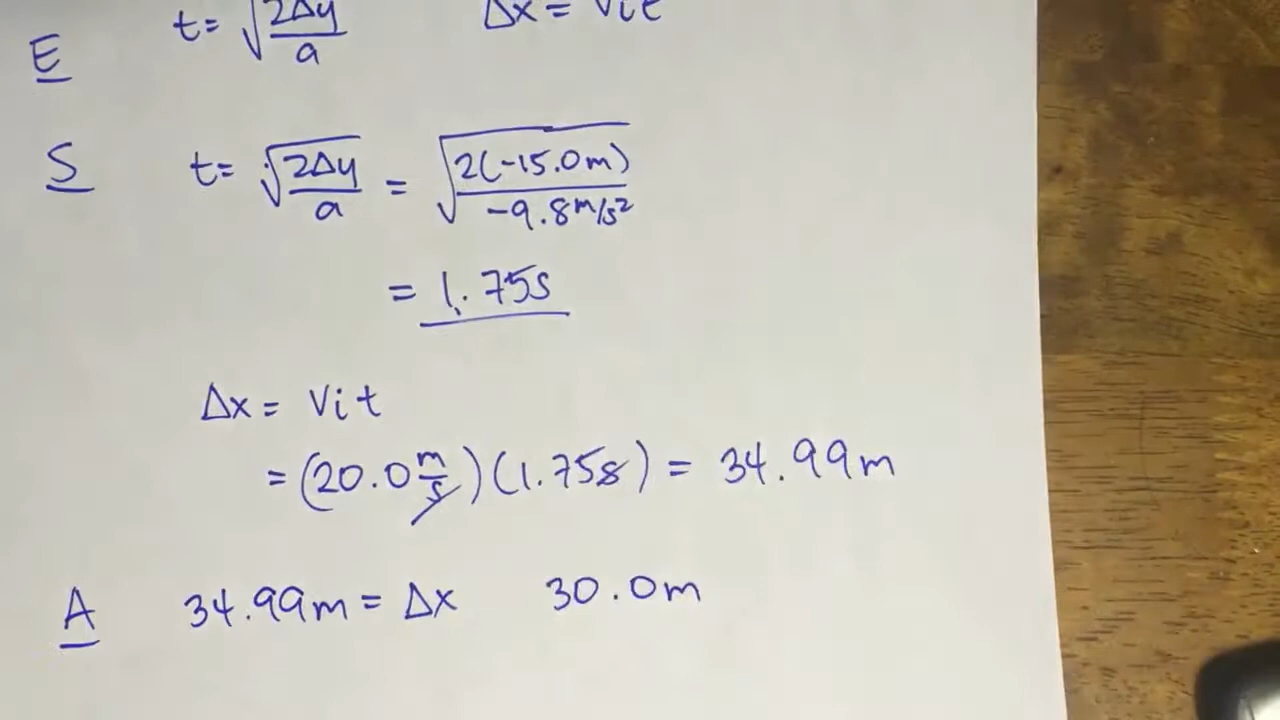 E t= √(2Δy/a) Δx = Vit
S t= √(2Δy/a) = √(2(-15.0m)/-9.8m/s²)
= 1.75s
Δx = Vit
= (20.0 m/s)(1.75s) = 34.99m
A 34.99m = Δx 30.0m